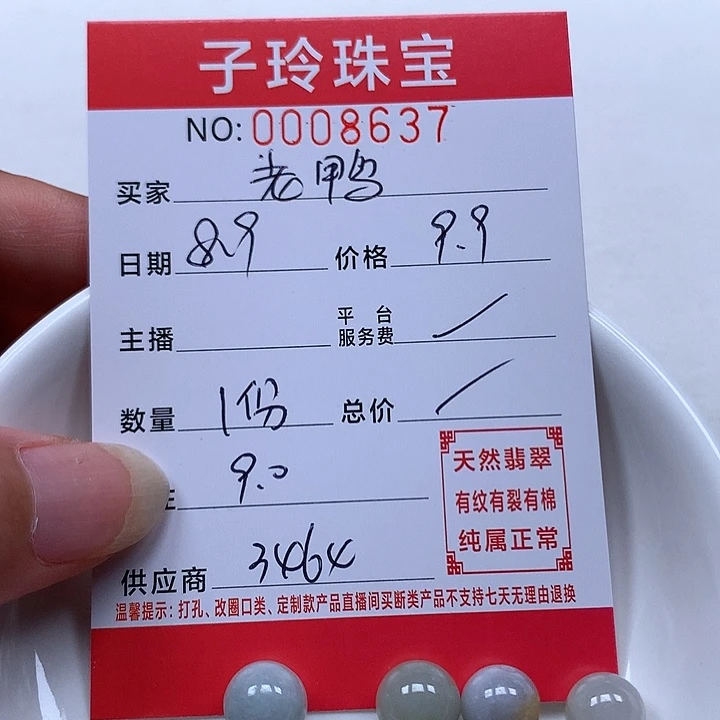 子玲珠宝
NO: 0008637
买家 老鸭
日期 8.9 价格 9.9
主播 平台服务费 /
数量 1份 总价 /
9.0
天然翡翠
有纹有裂有棉
纯属正常
供应商 3464
温馨提示: 打孔、改圈口类、定制款产品直播间买断类产品不支持七天无理由退换